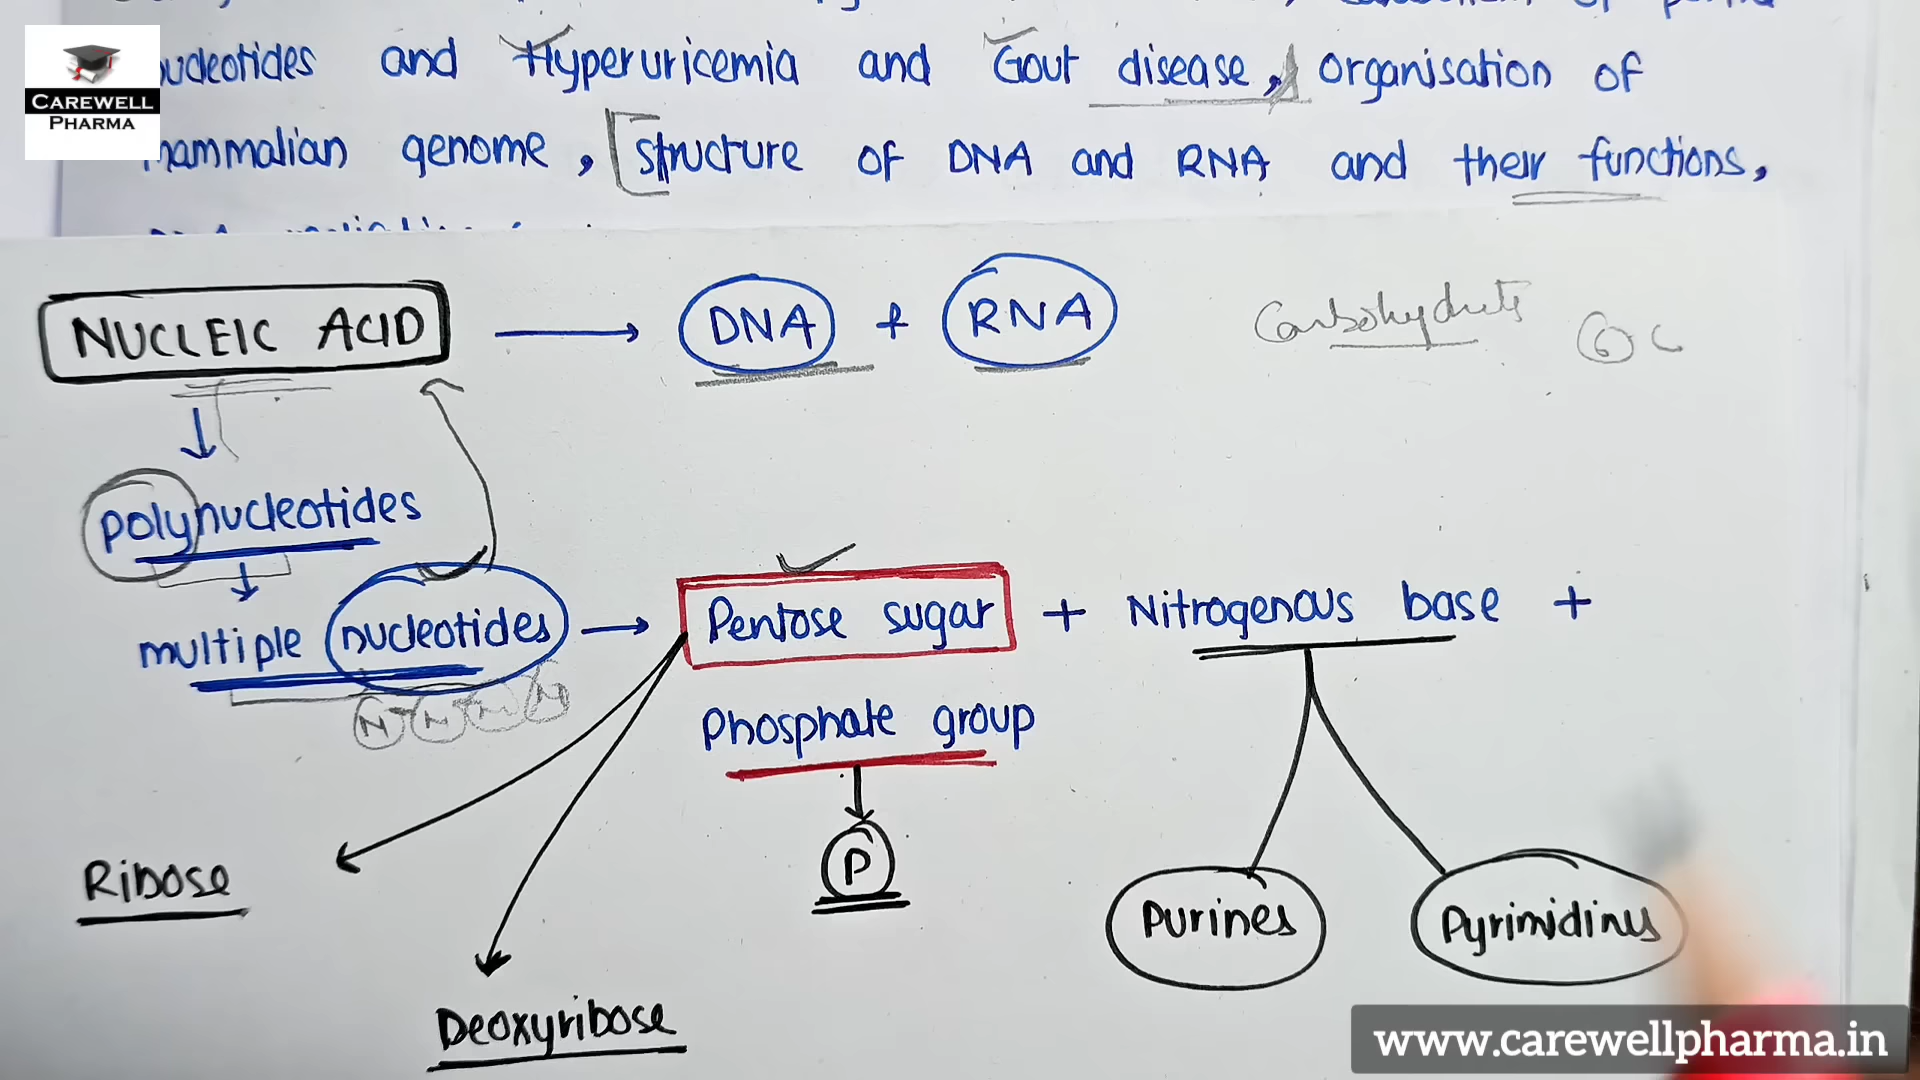 nucleotides and Hyperuricemia and Gout disease, organisation of
mammalian genome, structure of DNA and RNA and their functions,
CAREWELL
PHARMA
NUCLEIC ACID → DNA + RNA
Carbohydrate 6 C
polynucleotides
multiple nucleotides → Pentose sugar + Nitrogenous base +
N N N N
Phosphate group
P
Ribose
Purines Pyrimidines
Deoxyribose
www.carewellpharma.in